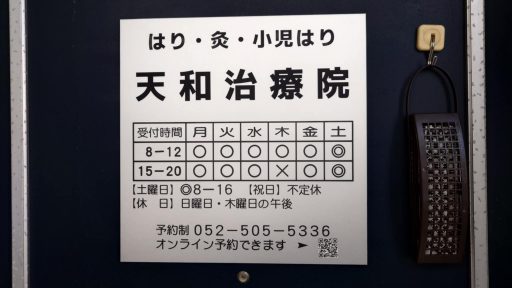 はり・灸・小児はり
天和治療院
受付時間 月 火 水 木 金 土
8-12 ○ ○ ○ ○ ○ ◎
15-20 ○ ○ ○ × ○ ◎
【土曜日】◎8-16 【祝日】不定休
【休 日】日曜日・木曜日の午後
予約制 052-505-5336
オンライン予約できます ➝